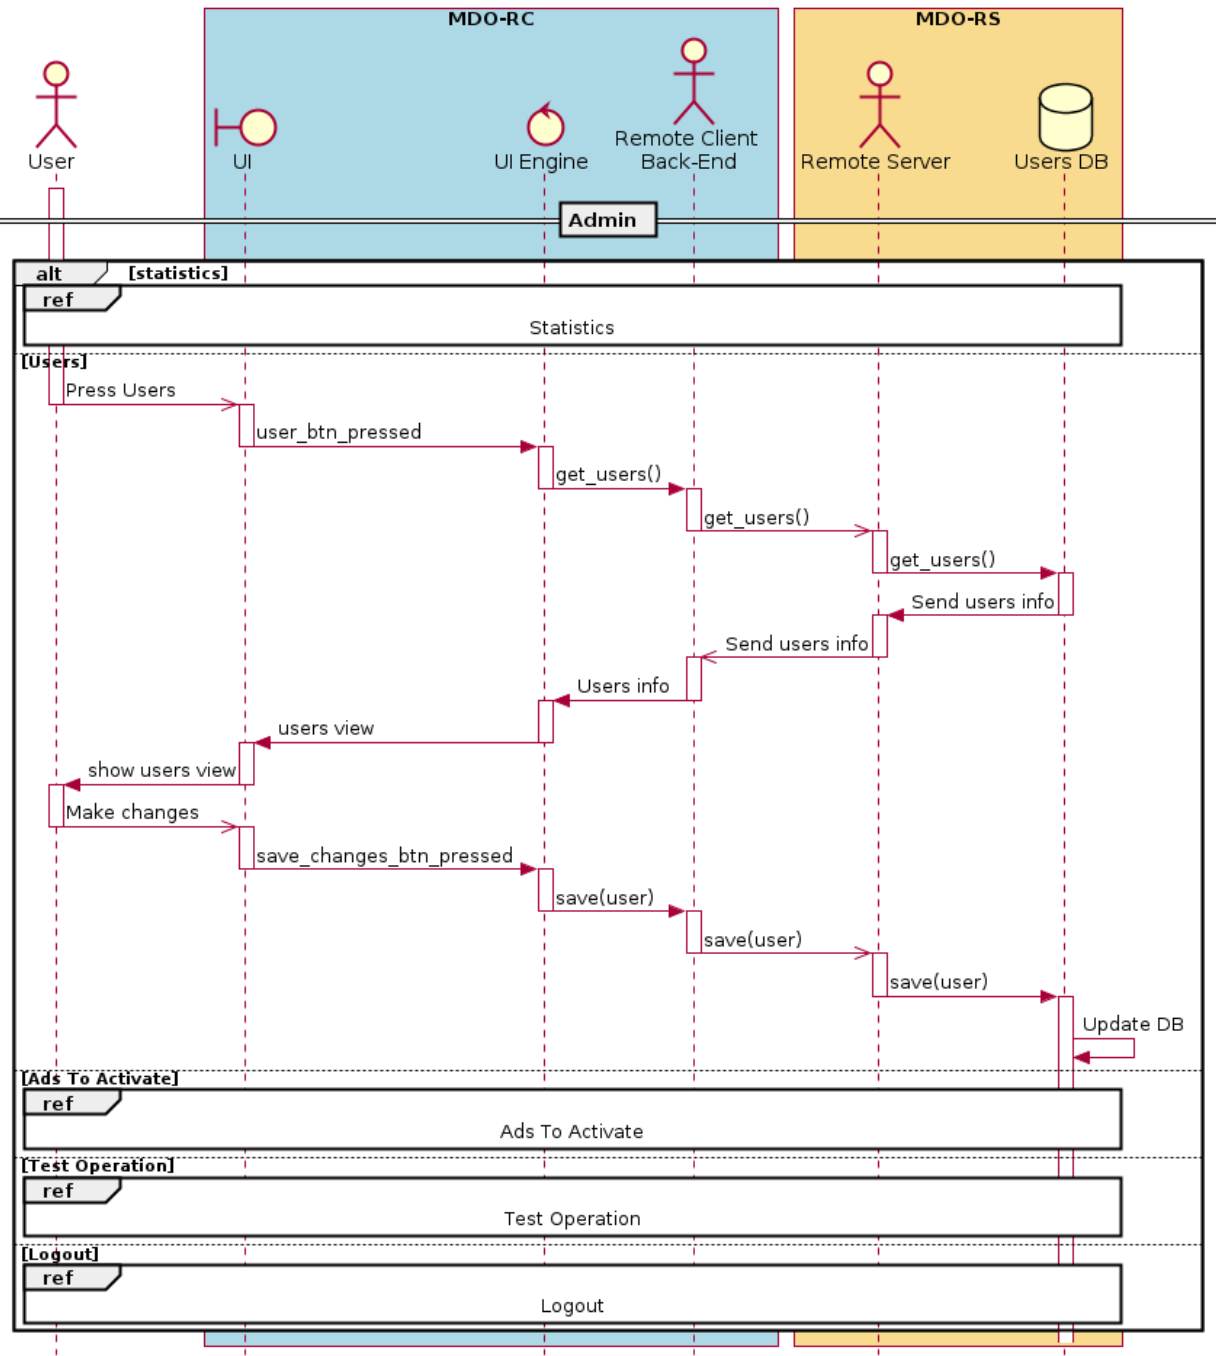 MDO-RC
MDO-RS
User
UI
UI Engine
Remote Client
Back-End
Remote Server
Users DB
Admin
alt
[statistics]
ref
Statistics
[Users]
Press Users
user_btn_pressed
get_users()
get_users()
get_users()
Send users info
Send users info
Users info
users view
show users view
Make changes
save_changes_btn_pressed
save(user)
save(user)
save(user)
Update DB
[Ads To Activate]
ref
Ads To Activate
[Test Operation]
ref
Test Operation
[Logout]
ref
Logout